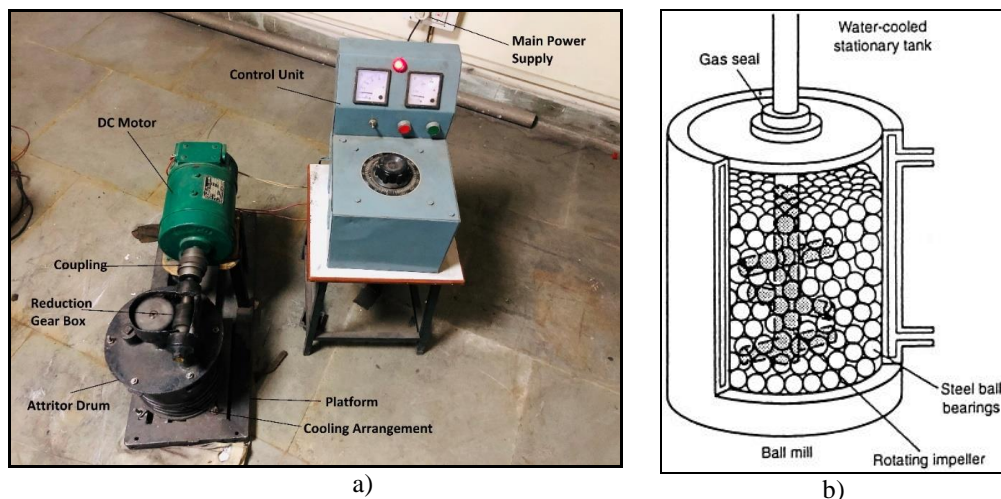 Main Power
Supply
Control Unit
DC Motor
Coupling
Reduction
Gear Box
Attritor Drum
Platform
Cooling Arrangement
a)
Water-cooled
stationary tank
Gas seal
Steel ball
bearings
Rotating impeller
Ball mill
b)